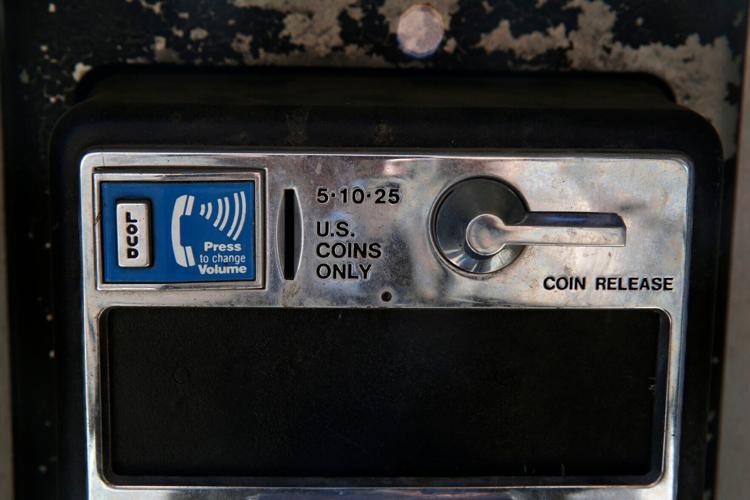 LOUD
Press
to change
Volume
5·10·25
U.S.
COINS
ONLY
COIN RELEASE